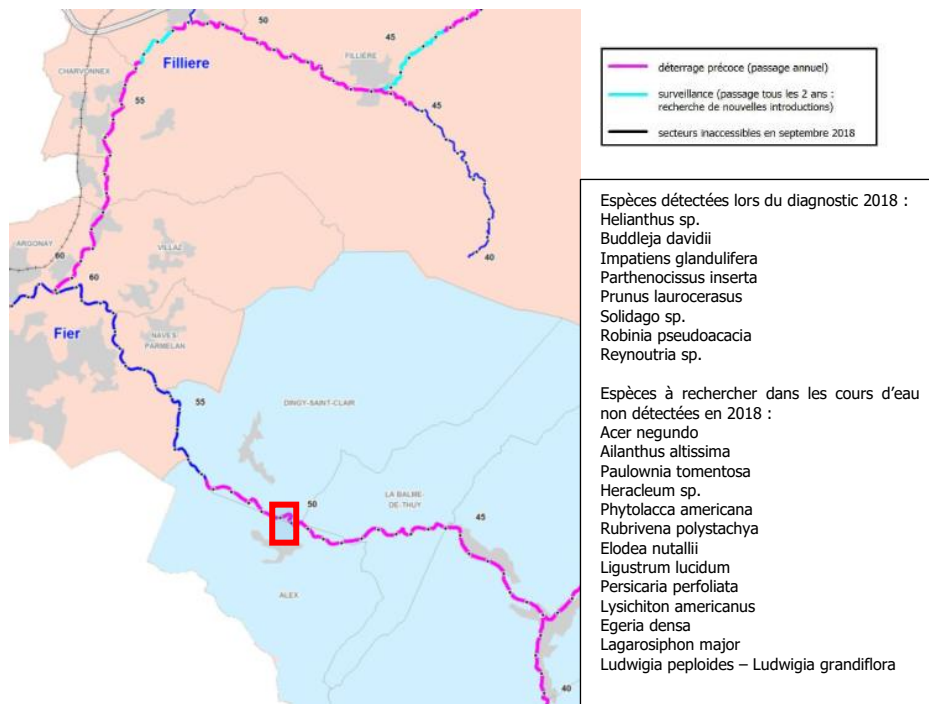 50
45
Filliere
FILLIERE
CHARVONNEX
55
45
40
ARGONAY
60
60
VILLAZ
Fier
NAVES-
PARMELAN
55
DINGY-SAINT-CLAIR
50
LA BALME-
DE-THUY
45
ALEX
40
déterrage précoce (passage annuel)
surveillance (passage tous les 2 ans :
recherche de nouvelles introductions)
secteurs inaccessibles en septembre 2018
Espèces détectées lors du diagnostic 2018 :
Helianthus sp.
Buddleja davidii
Impatiens glandulifera
Parthenocissus inserta
Prunus laurocerasus
Solidago sp.
Robinia pseudoacacia
Reynoutria sp.
Espèces à rechercher dans les cours d'eau
non détectées en 2018 :
Acer negundo
Ailanthus altissima
Paulownia tomentosa
Heracleum sp.
Phytolacca americana
Rubrivena polystachya
Elodea nutallii
Ligustrum lucidum
Persicaria perfoliata
Lysichiton americanus
Egeria densa
Lagarosiphon major
Ludwigia peploides – Ludwigia grandiflora